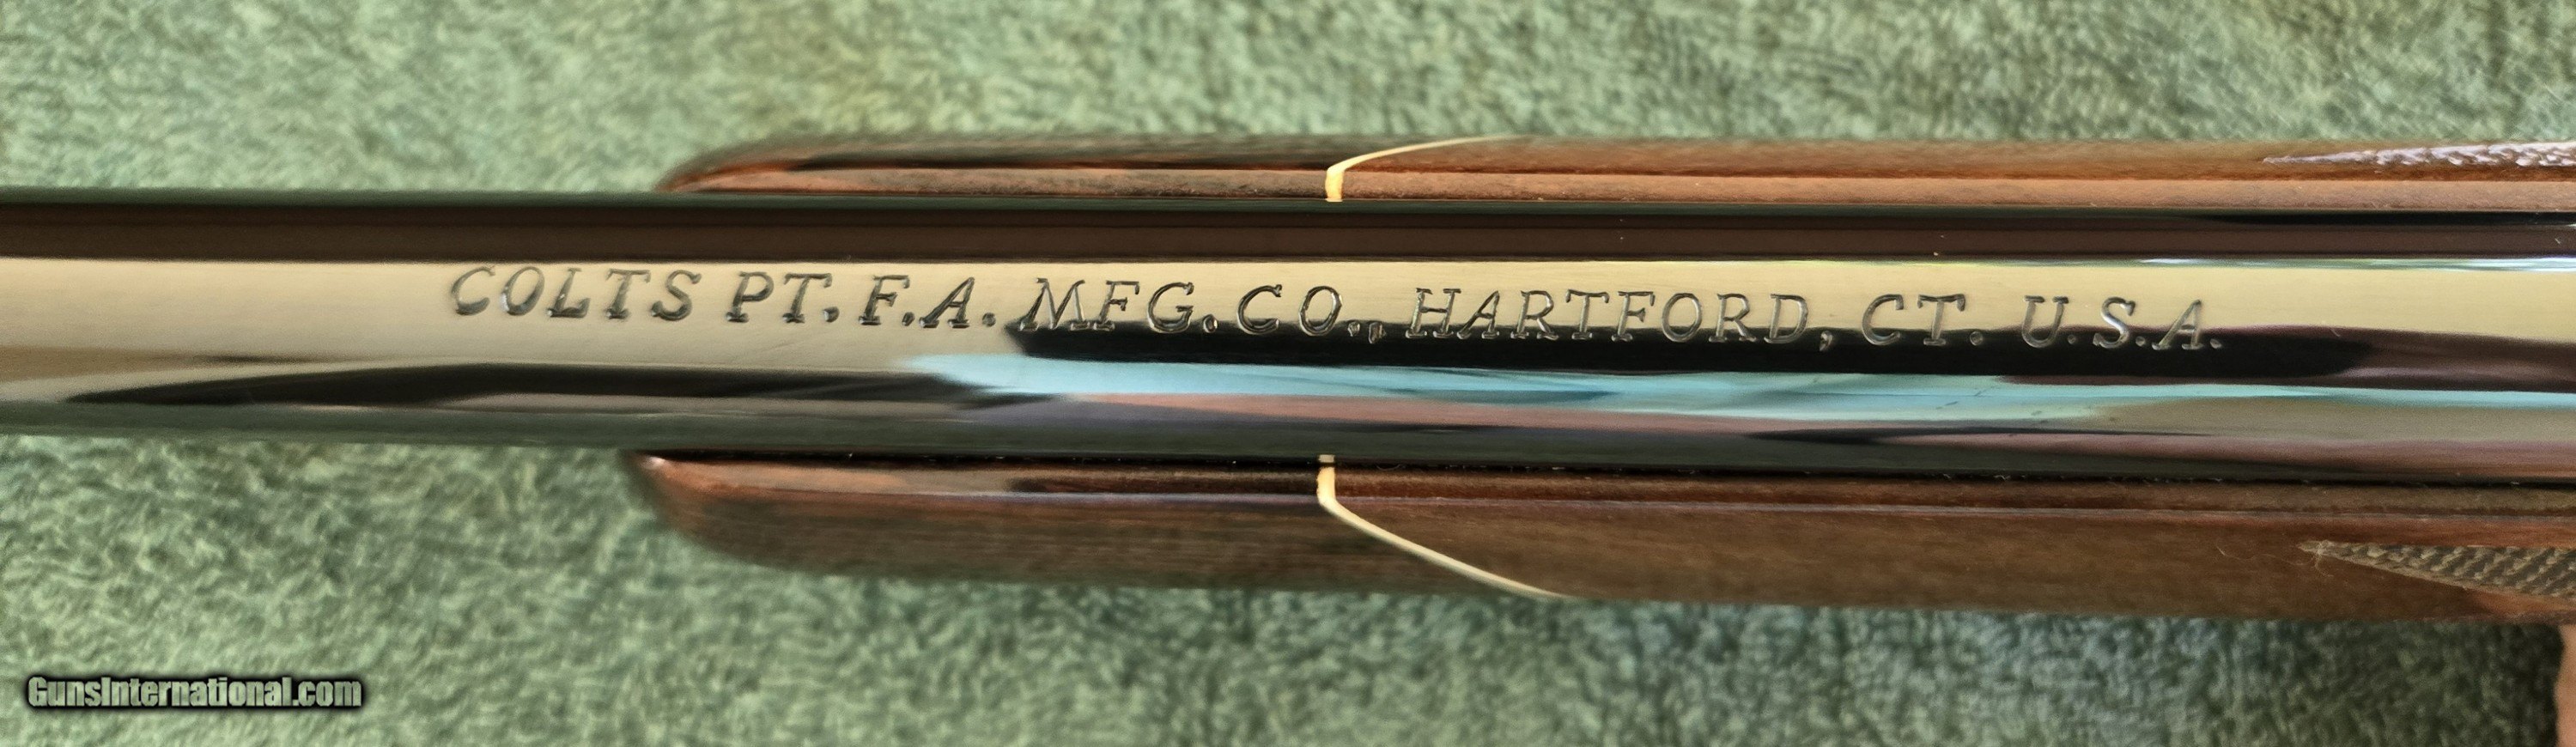 COLTS PT. F.A. MFG. CO., HARTFORD, CT. U.S.A.
GunsInternational.com